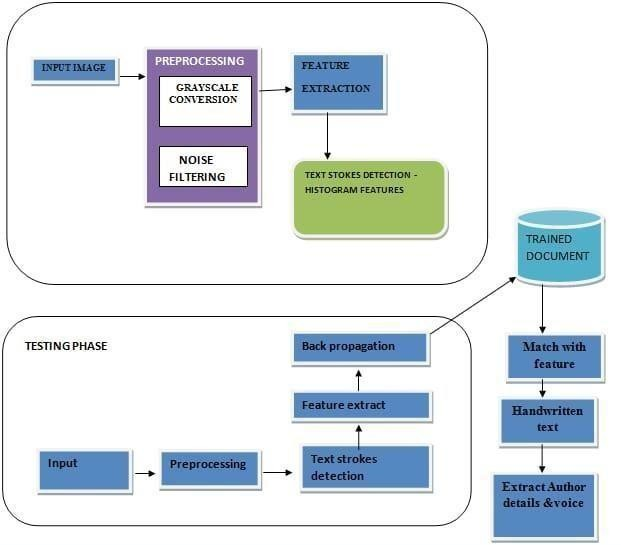 INPUT IMAGE
PREPROCESSING
GRAYSCALE
CONVERSION
NOISE
FILTERING
FEATURE
EXTRACTION
TEXT STOKES DETECTION -
HISTOGRAM FEATURES
TRAINED
DOCUMENT
TESTING PHASE
Back propagation
Feature extract
Input
Preprocessing
Text strokes
detection
Match with
feature
Handwritten
text
Extract Author
details &voice